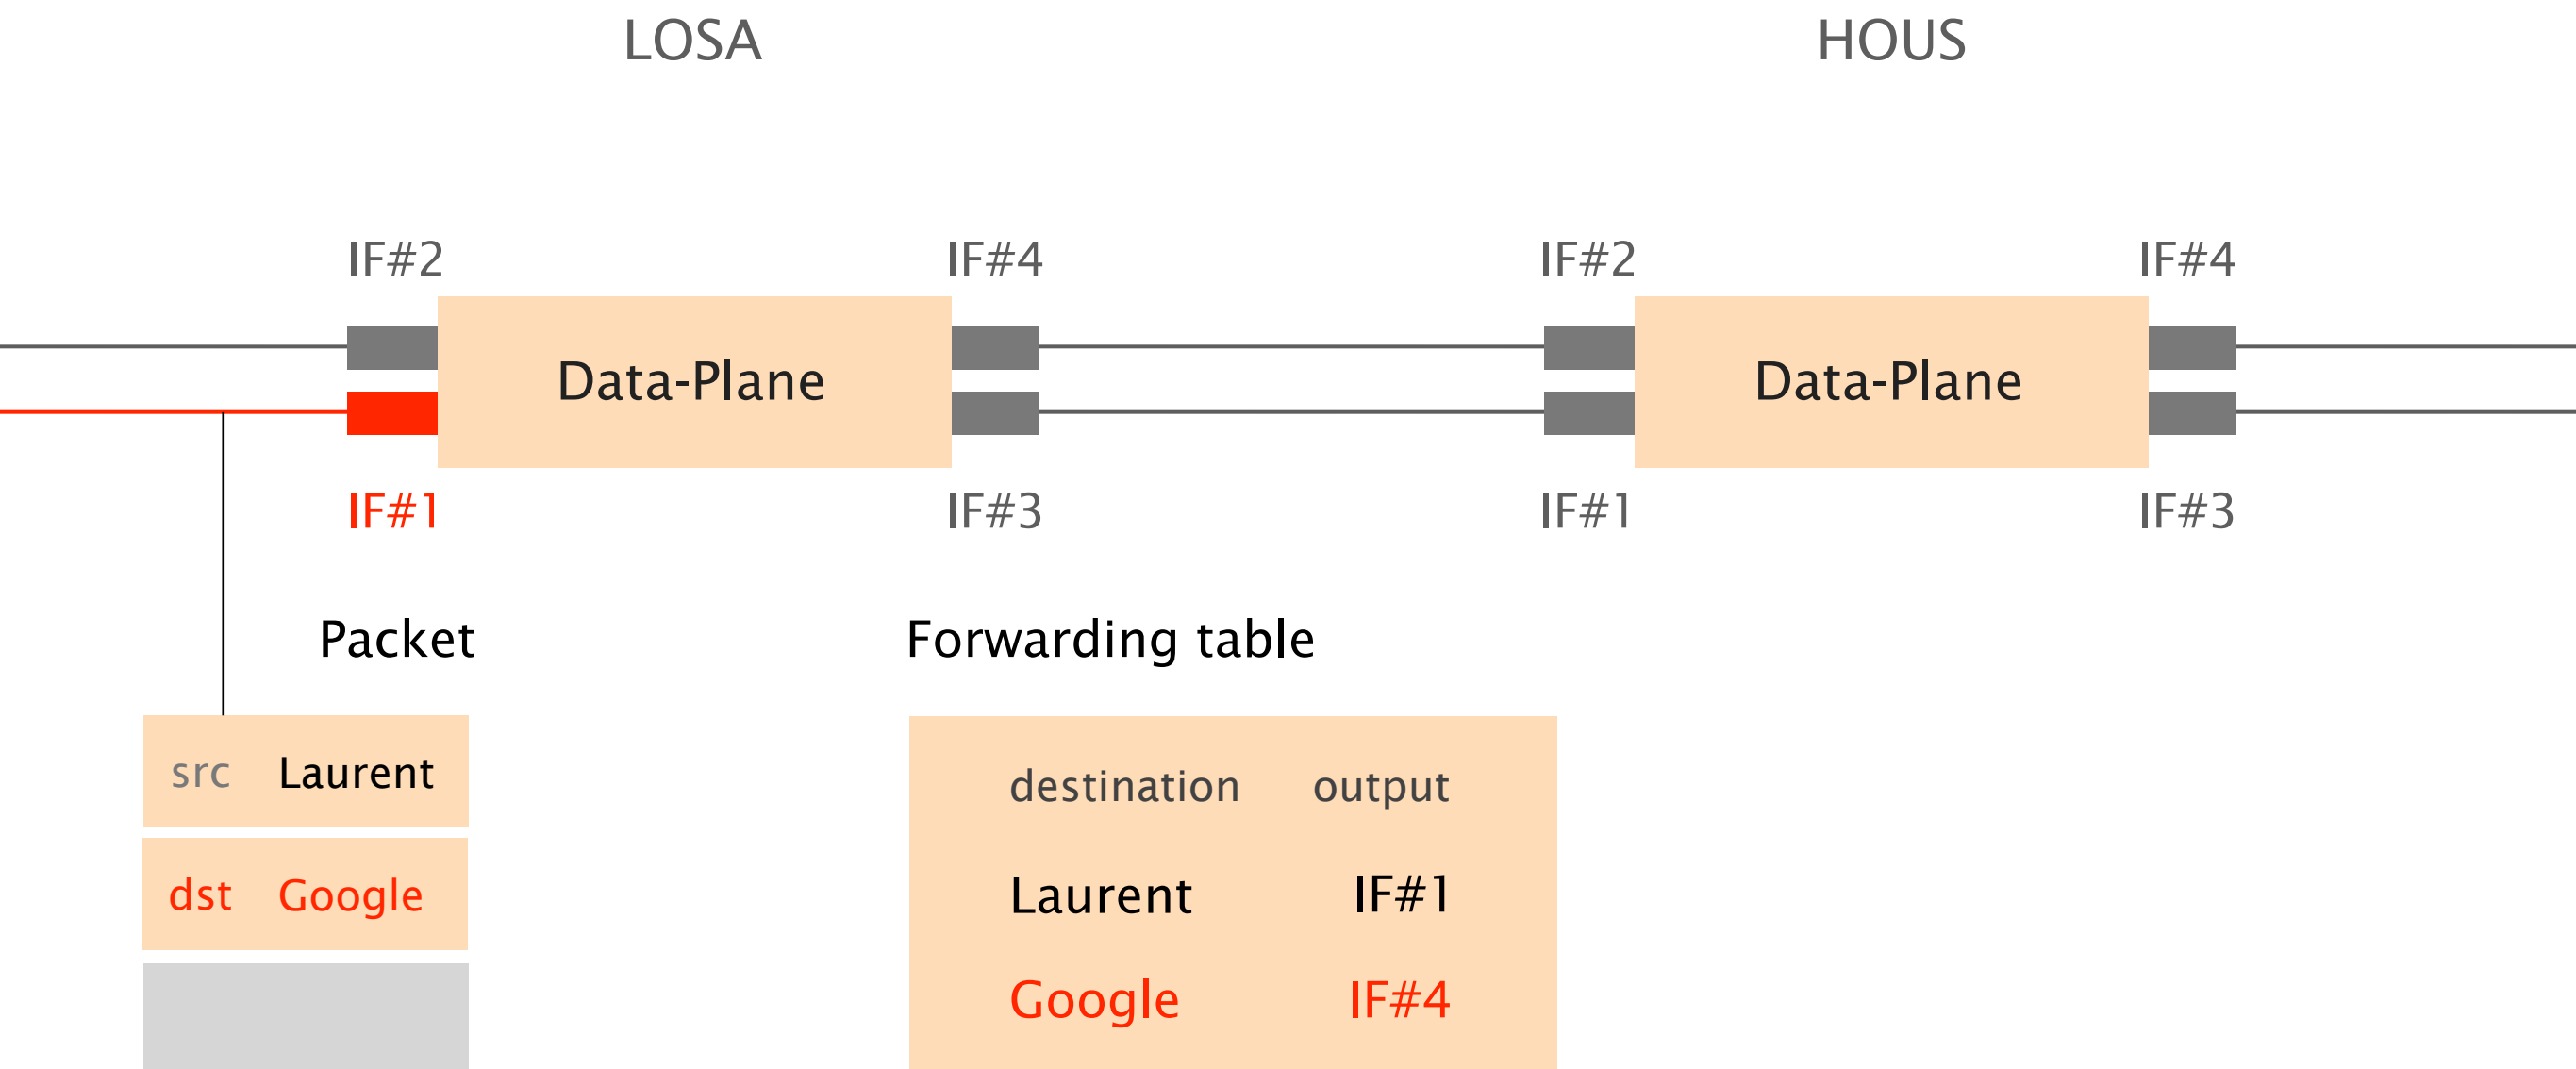 LOSA HOUS
IF#2 IF#4 IF#2 IF#4
Data-Plane Data-Plane
IF#1 IF#3 IF#1 IF#3
Packet Forwarding table
src Laurent
dst Google
destination output
Laurent IF#1
Google IF#4